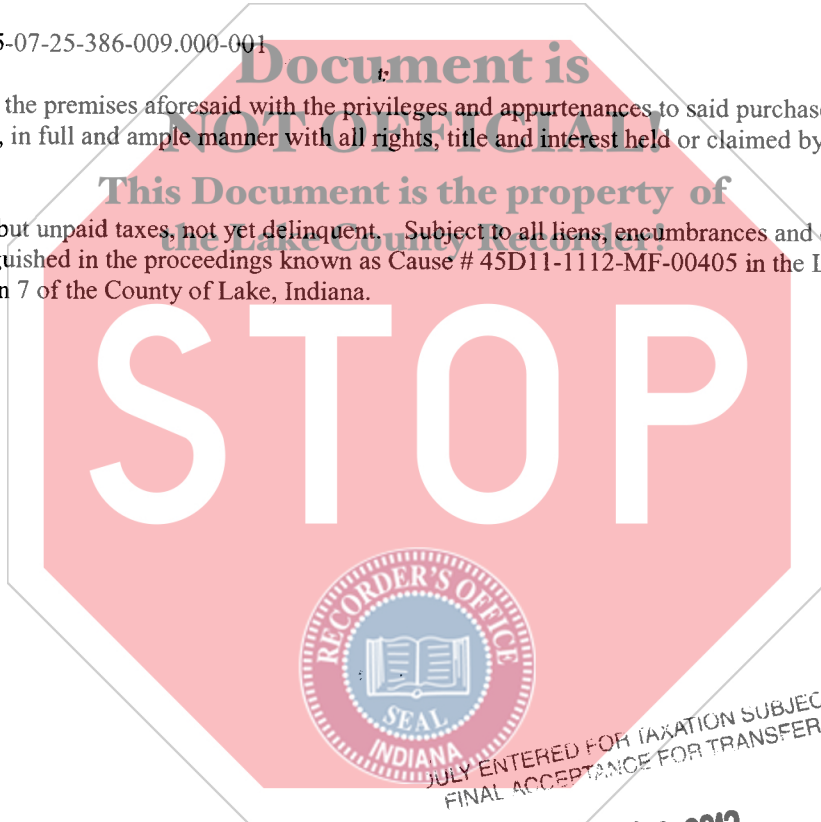 5-07-25-386-009.000-001
Document is
the premises aforesaid with the privileges and appurtenances to said purchase
NOT OFFICIAL!
, in full and ample manner with all rights, title and interest held or claimed by
This Document is the property of
but unpaid taxes, not yet delinquent. Subject to all liens, encumbrances and
the Lake County Recorder!
guished in the proceedings known as Cause # 45D11-1112-MF-00405 in the L
n 7 of the County of Lake, Indiana.
STOP
RECORDER'S OFFICE
SEAL
INDIANA
DULY ENTERED FOR TAXATION SUBJEC
FINAL ACCEPTANCE FOR TRANSFER